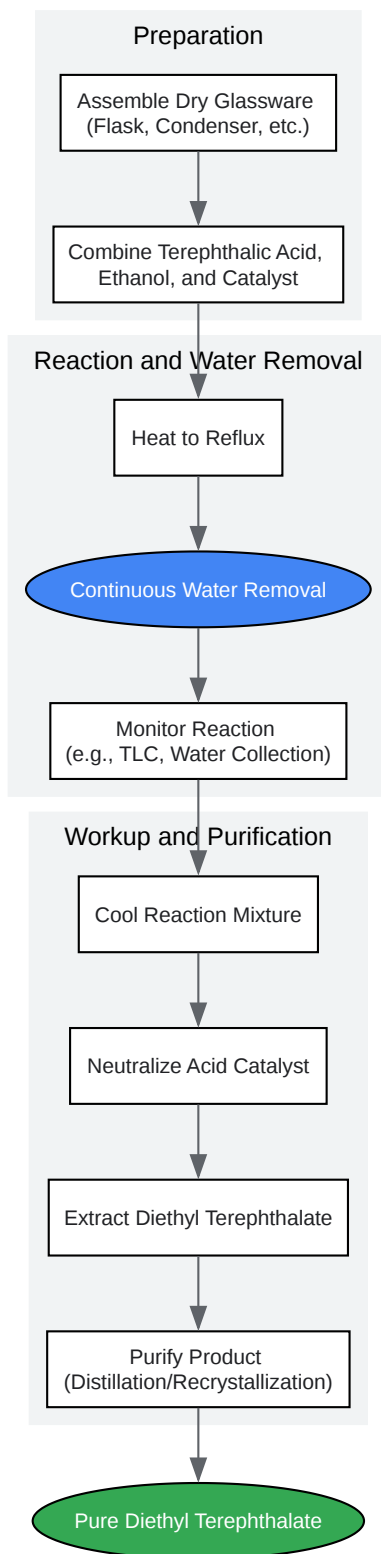 Preparation
Assemble Dry Glassware
(Flask, Condenser, etc.)
Combine Terephthalic Acid,
Ethanol, and Catalyst
Reaction and Water Removal
Heat to Reflux
Continuous Water Removal
Monitor Reaction
(e.g., TLC, Water Collection)
Workup and Purification
Cool Reaction Mixture
Neutralize Acid Catalyst
Extract Diethyl Terephthalate
Purify Product
(Distillation/Recrystallization)
Pure Diethyl Terephthalate